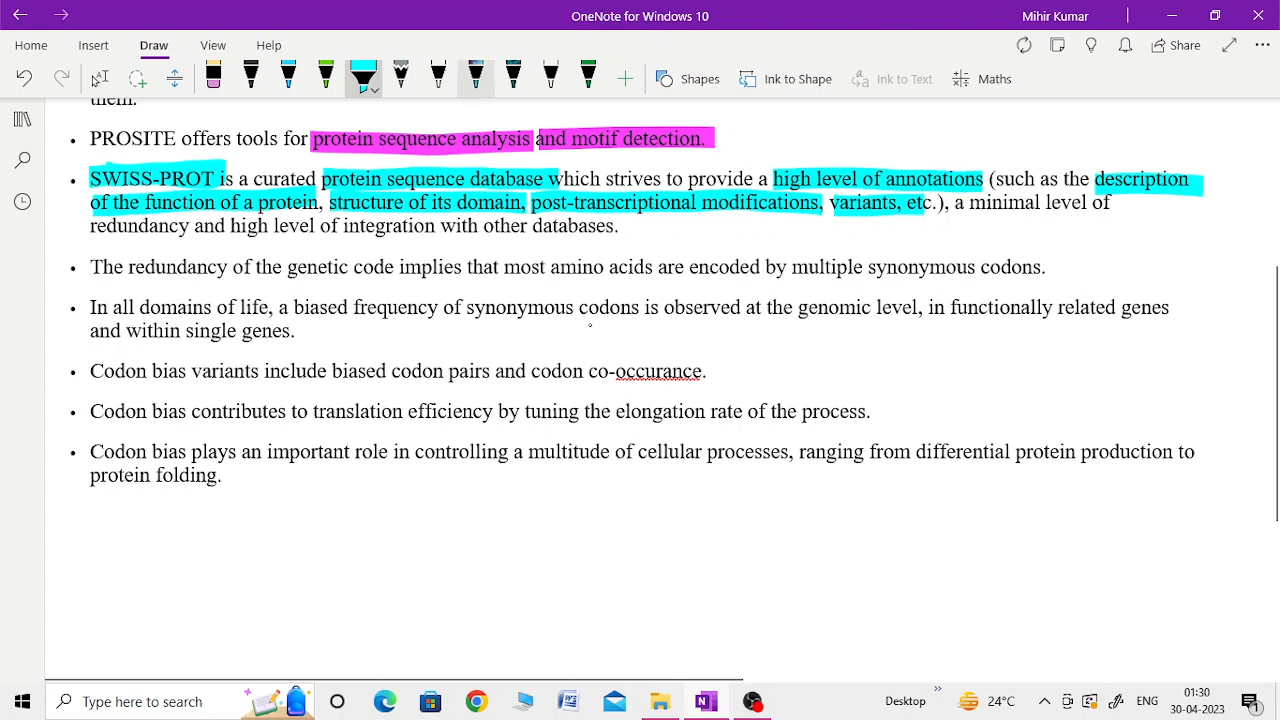 OneNote for Windows 10
Mihir Kumar
Home Insert Draw View Help
Share
Shapes Ink to Shape Ink to Text Maths
them.
• PROSITE offers tools for protein sequence analysis and motif detection.
• SWISS-PROT is a curated protein sequence database which strives to provide a high level of annotations (such as the description
of the function of a protein, structure of its domain, post-transcriptional modifications, variants, etc.), a minimal level of
redundancy and high level of integration with other databases.
• The redundancy of the genetic code implies that most amino acids are encoded by multiple synonymous codons.
• In all domains of life, a biased frequency of synonymous codons is observed at the genomic level, in functionally related genes
and within single genes.
• Codon bias variants include biased codon pairs and codon co-occurance.
• Codon bias contributes to translation efficiency by tuning the elongation rate of the process.
• Codon bias plays an important role in controlling a multitude of cellular processes, ranging from differential protein production to
protein folding.
Type here to search
Desktop
24°C
ENG
01:30
30-04-2023